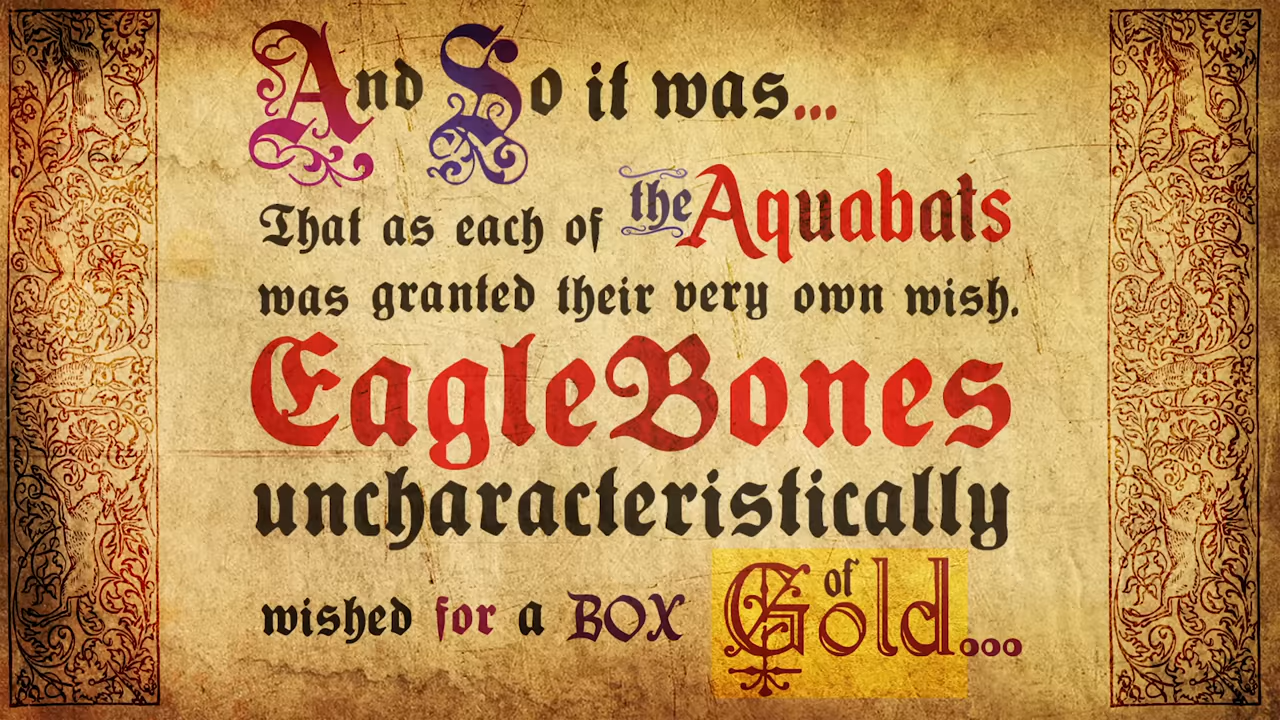 And So it was...
That as each of the Aquabats
was granted their very own wish.
EagleBones
uncharacteristically
wished for a BOX of Gold...